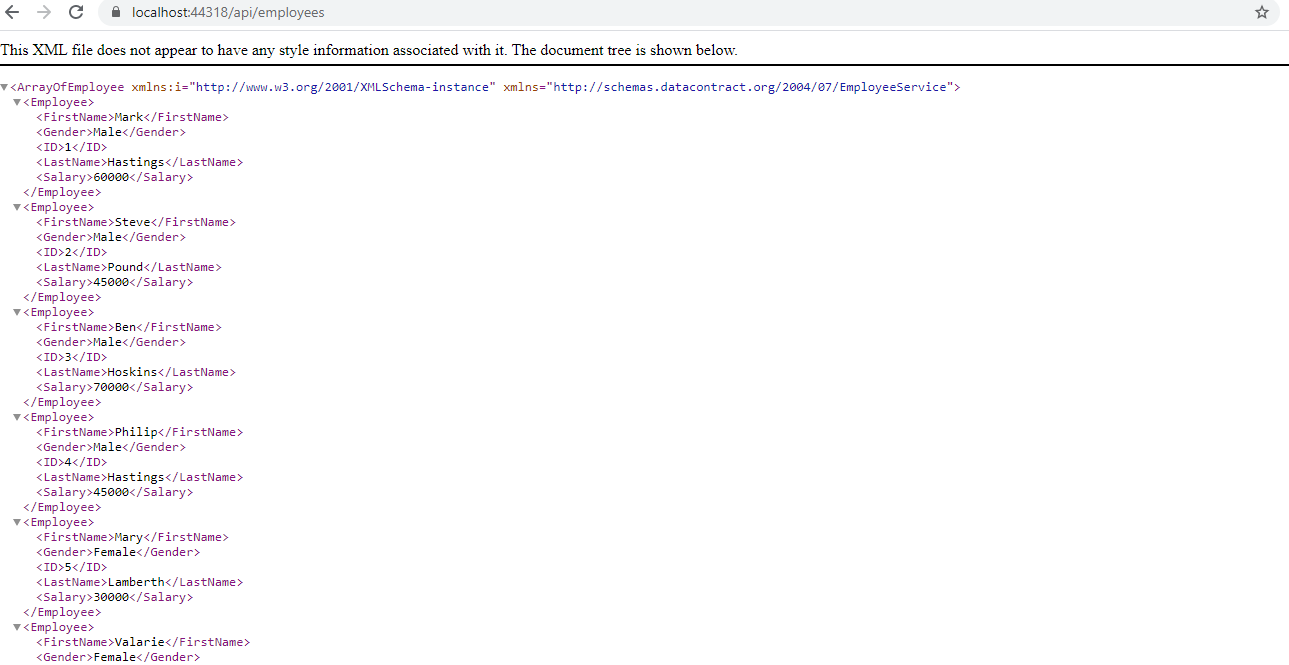 localhost:44318/api/employees
This XML file does not appear to have any style information associated with it. The document tree is shown below.
<ArrayOfEmployee xmlns:i="http://www.w3.org/2001/XMLSchema-instance" xmlns="http://schemas.datacontract.org/2004/07/EmployeeService">
<Employee>
<FirstName>Mark</FirstName>
<Gender>Male</Gender>
<ID>1</ID>
<LastName>Hastings</LastName>
<Salary>60000</Salary>
</Employee>
<Employee>
<FirstName>Steve</FirstName>
<Gender>Male</Gender>
<ID>2</ID>
<LastName>Pound</LastName>
<Salary>45000</Salary>
</Employee>
<Employee>
<FirstName>Ben</FirstName>
<Gender>Male</Gender>
<ID>3</ID>
<LastName>Hoskins</LastName>
<Salary>70000</Salary>
</Employee>
<Employee>
<FirstName>Philip</FirstName>
<Gender>Male</Gender>
<ID>4</ID>
<LastName>Hastings</LastName>
<Salary>45000</Salary>
</Employee>
<Employee>
<FirstName>Mary</FirstName>
<Gender>Female</Gender>
<ID>5</ID>
<LastName>Lamberth</LastName>
<Salary>30000</Salary>
</Employee>
<Employee>
<FirstName>Valarie</FirstName>
<Gender>Female</Gender>